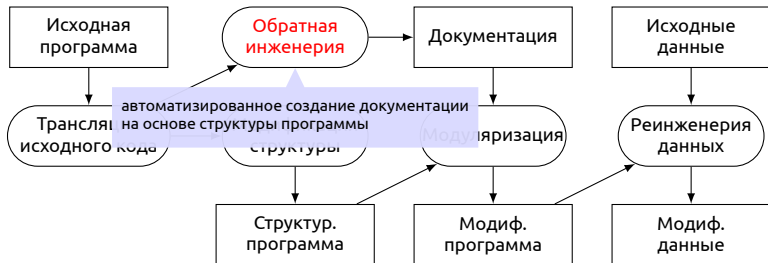 Исходная
программа
Обратная
инженерия
Документация
Исходные
данные
автоматизированное создание документации
на основе структуры программы
исходного кода
структуры
Модуляризация
Реинженерия
данных
Структур.
программа
Модиф.
программа
Модиф.
данные